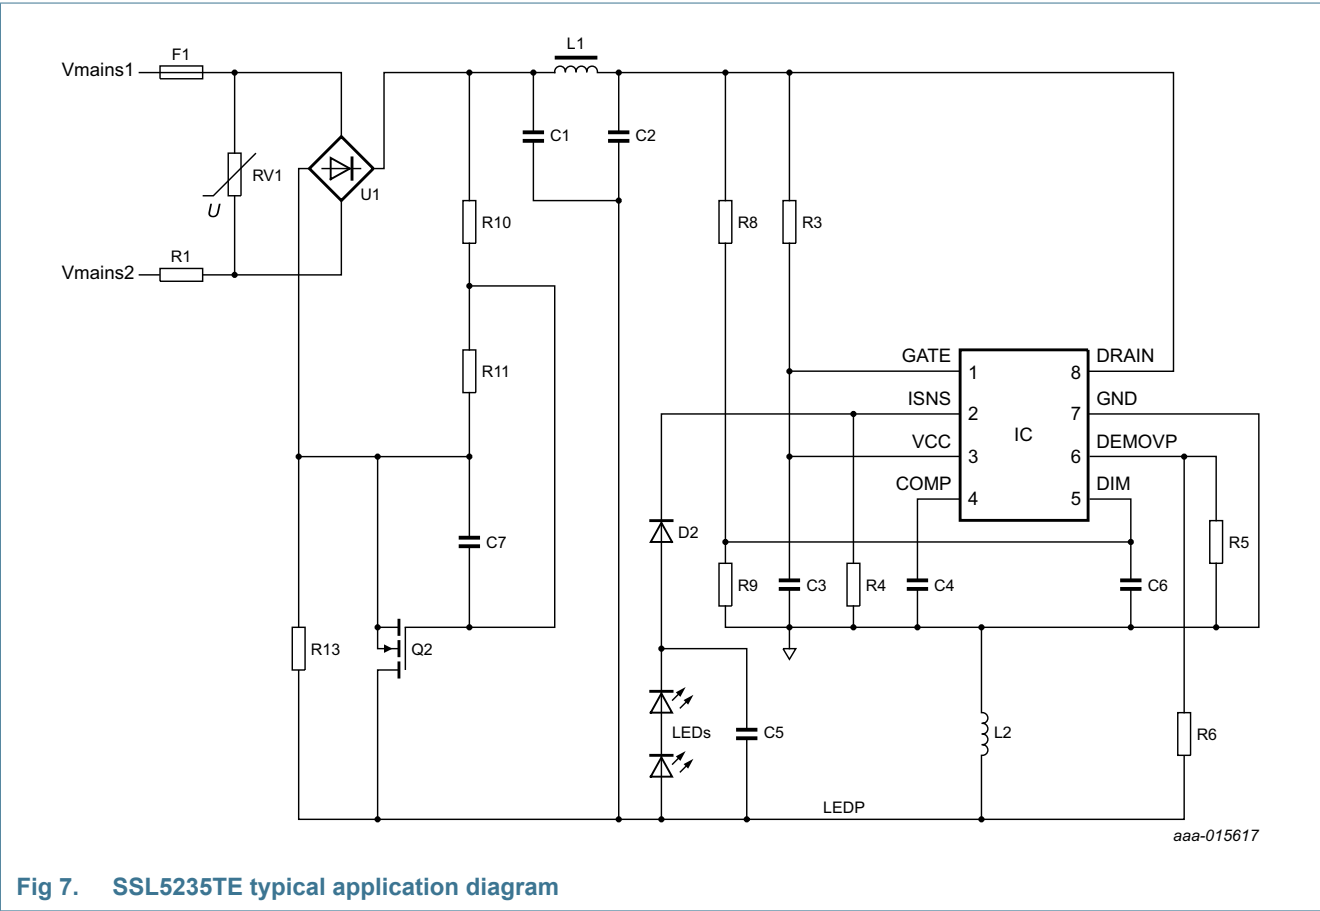 L1
F1
Vmains1
C1
C2
RV1
U
U1
R10
R8
R3
R1
Vmains2
GATE
DRAIN
1
8
R11
ISNS
GND
2
7
IC
VCC
DEMOVP
3
6
COMP
DIM
4
5
D2
C7
R5
R9
C3
R4
C4
C6
R13
Q2
LEDs
C5
L2
R6
LEDP
aaa-015617
Fig 7. SSL5235TE typical application diagram